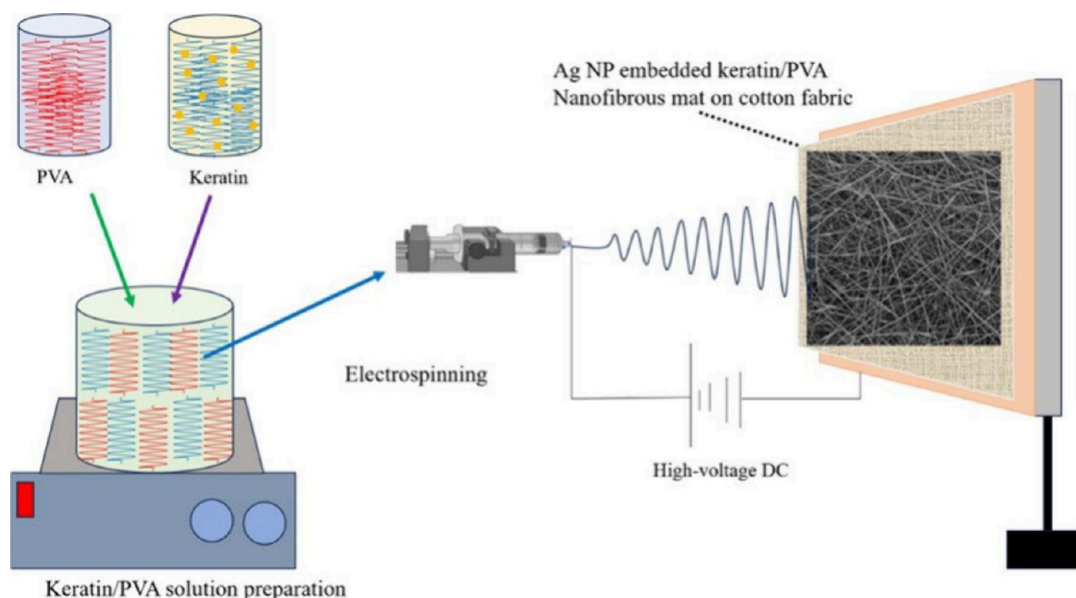 PVA
Keratin
Ag NP embedded keratin/PVA
Nanofibrous mat on cotton fabric
Electrospinning
High-voltage DC
Keratin/PVA solution preparation